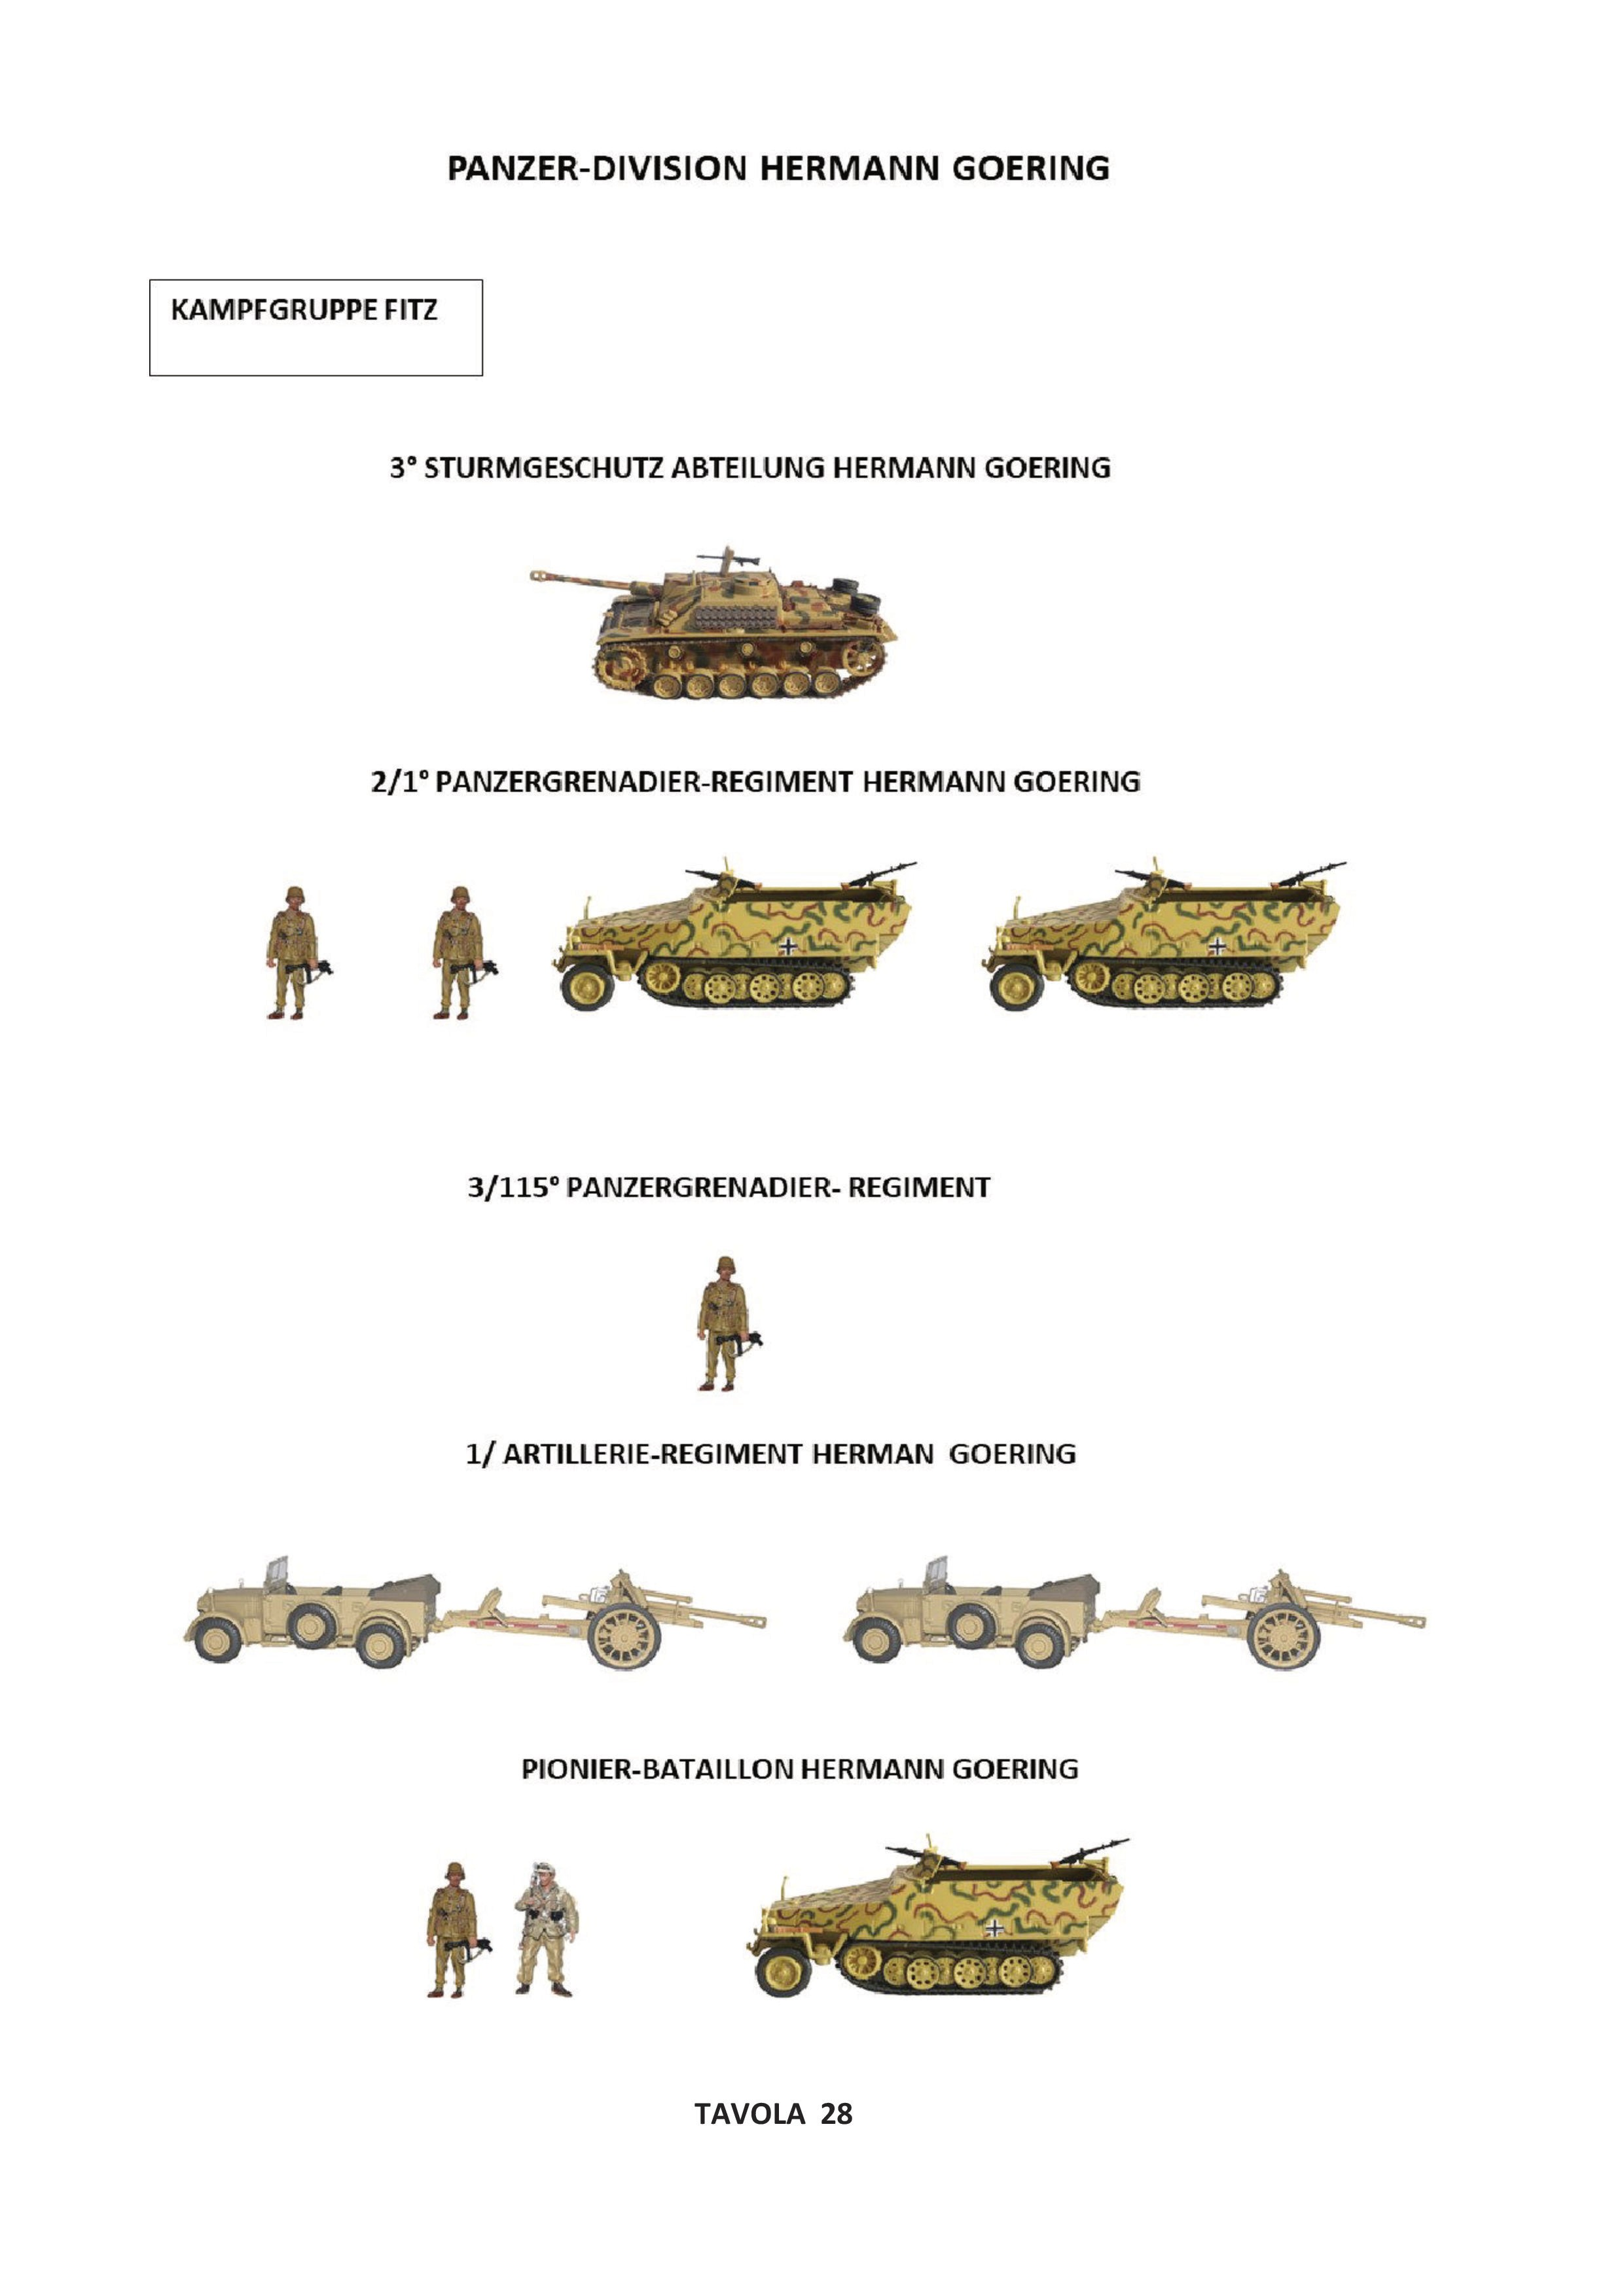 PANZER-DIVISION HERMANN GOERING
KAMPFGRUPPE FITZ
3° STURMGESCHUTZ ABTEILUNG HERMANN GOERING
2/1° PANZERGRENADIER-REGIMENT HERMANN GOERING
3/115° PANZERGRENADIER- REGIMENT
1/ ARTILLERIE-REGIMENT HERMAN GOERING
PIONIER-BATAILLON HERMANN GOERING
TAVOLA 28